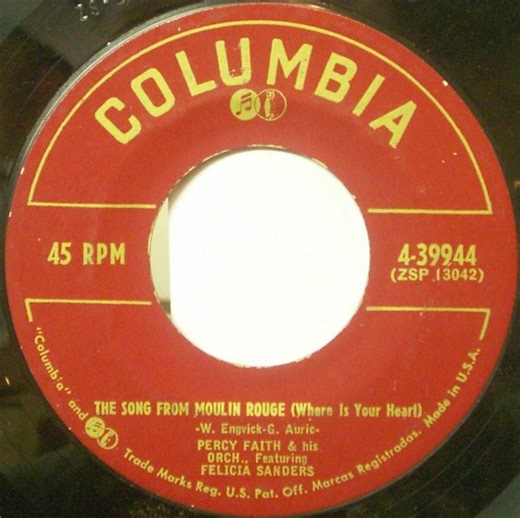 COLUMBIA
45 RPM
4-39944
(ZSP 13042)
THE SONG FROM MOULIN ROUGE (Where Is Your Heart)
-W. Engvick-G. Auric-
PERCY FAITH & his
ORCH., Featuring
FELICIA SANDERS
"Columbia" and
Trade Marks Reg. U.S. Pat. Off. Marcas Registradas. Made in U.S.A.